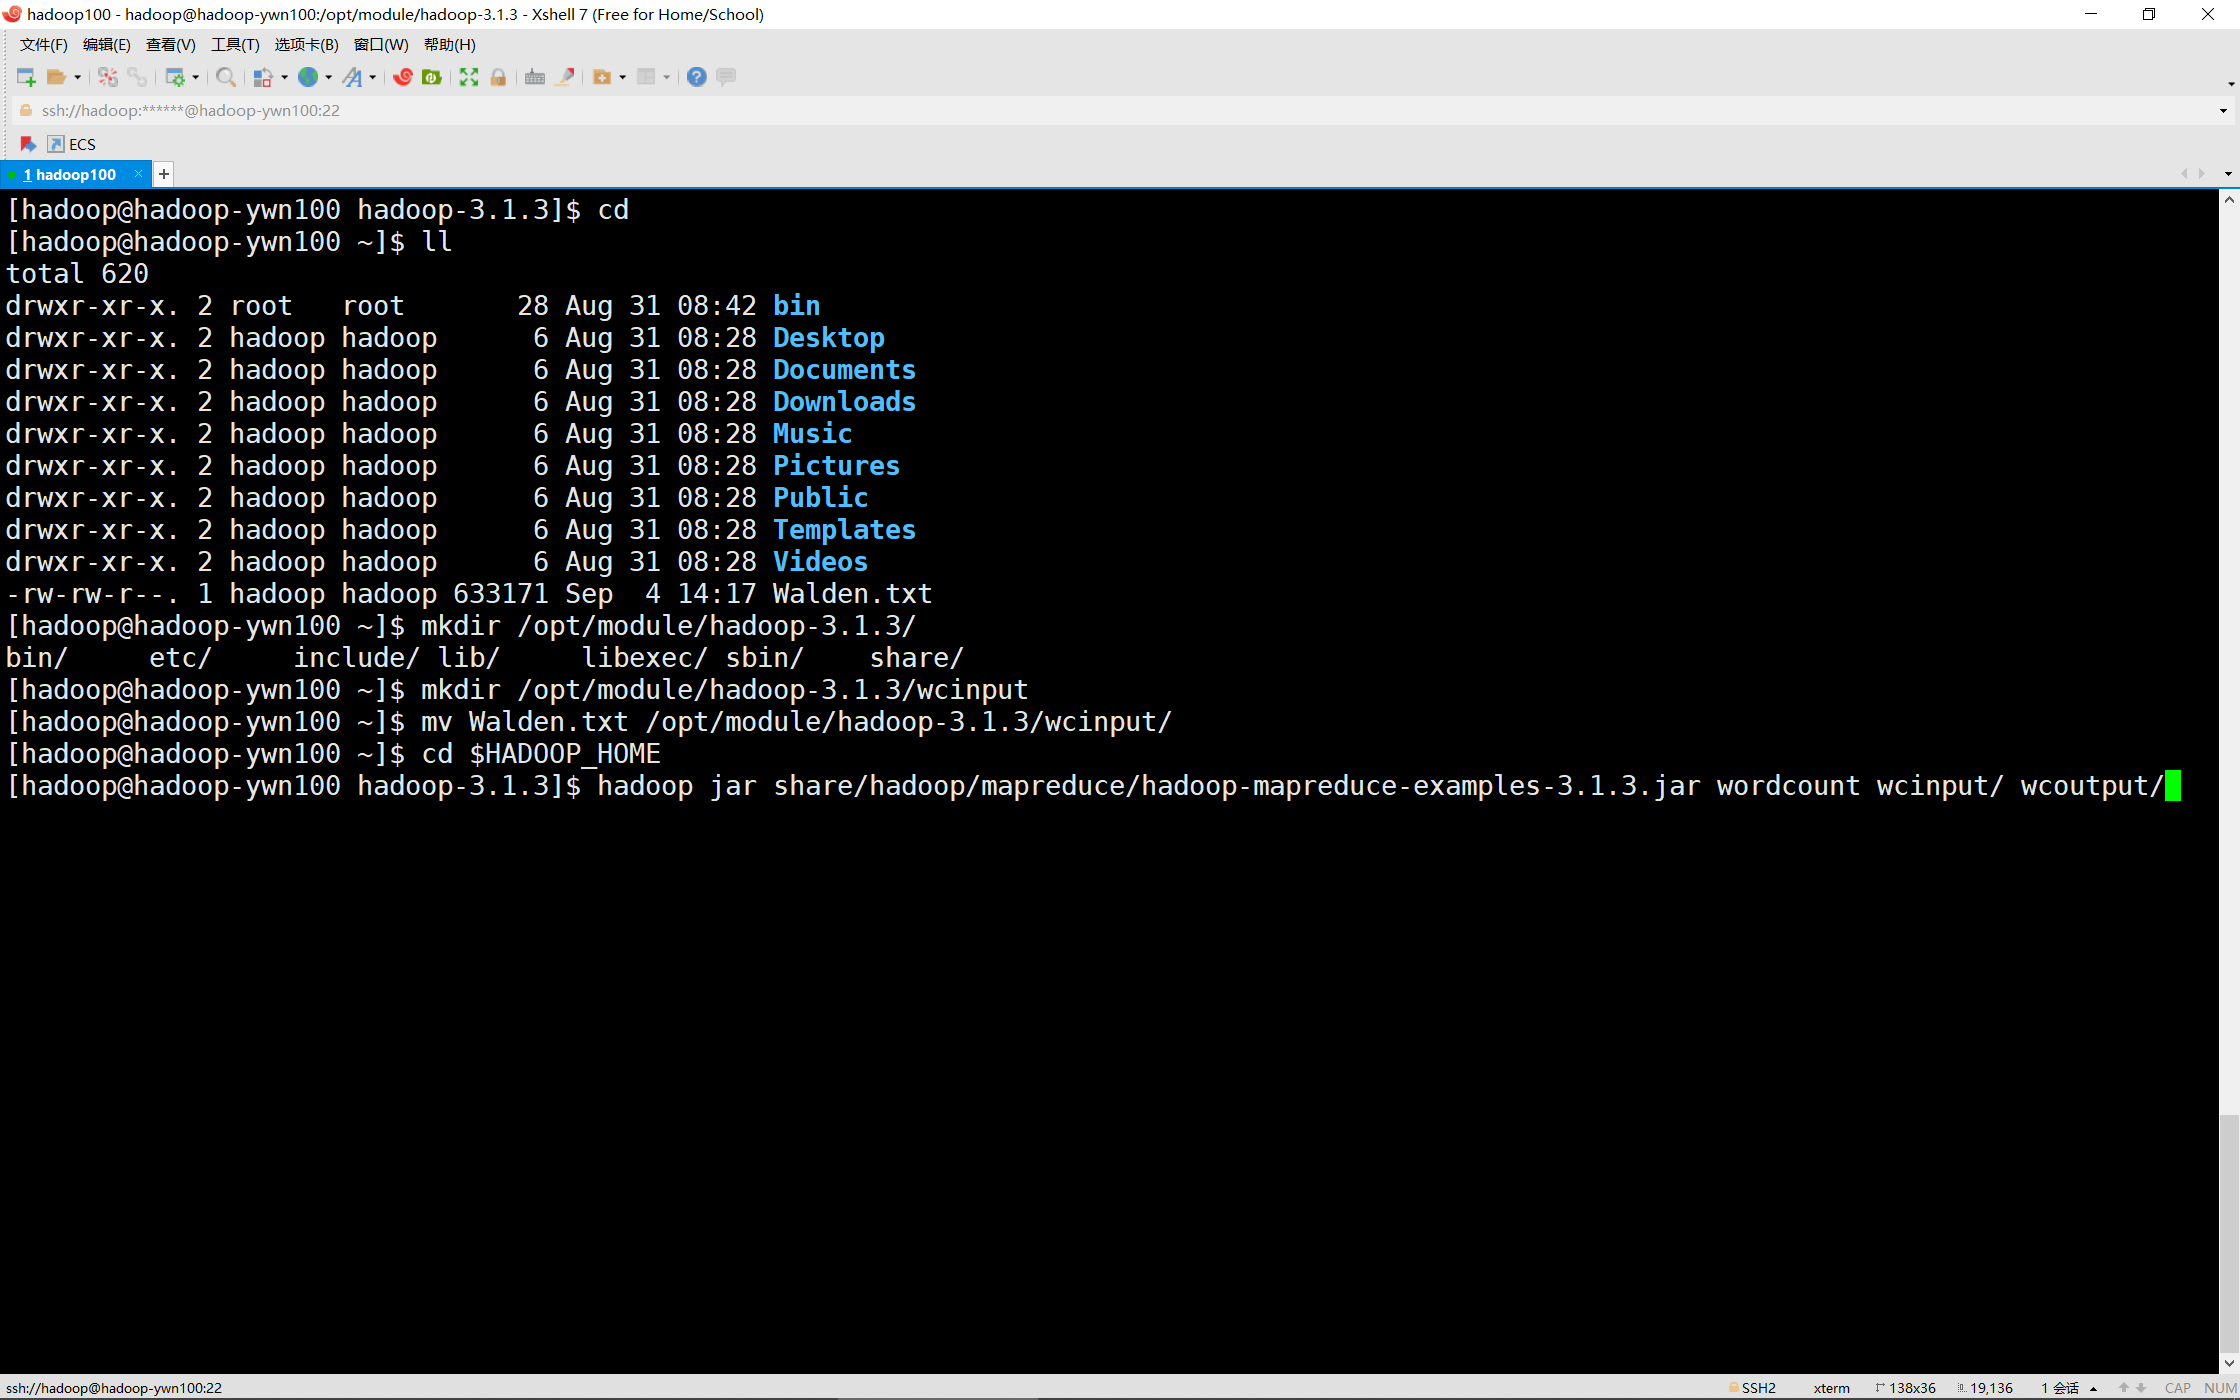 hadoop100 - hadoop@hadoop-ywn100:/opt/module/hadoop-3.1.3 - Xshell 7 (Free for Home/School)
文件(F) 编辑(E) 查看(V) 工具(T) 选项卡(B) 窗口(W) 帮助(H)
ssh://hadoop:******@hadoop-ywn100:22
ECS
1 hadoop100
[hadoop@hadoop-ywn100 hadoop-3.1.3]$ cd
[hadoop@hadoop-ywn100 ~]$ ll
total 620
drwxr-xr-x. 2 root   root       28 Aug 31 08:42 bin
drwxr-xr-x. 2 hadoop hadoop      6 Aug 31 08:28 Desktop
drwxr-xr-x. 2 hadoop hadoop      6 Aug 31 08:28 Documents
drwxr-xr-x. 2 hadoop hadoop      6 Aug 31 08:28 Downloads
drwxr-xr-x. 2 hadoop hadoop      6 Aug 31 08:28 Music
drwxr-xr-x. 2 hadoop hadoop      6 Aug 31 08:28 Pictures
drwxr-xr-x. 2 hadoop hadoop      6 Aug 31 08:28 Public
drwxr-xr-x. 2 hadoop hadoop      6 Aug 31 08:28 Templates
drwxr-xr-x. 2 hadoop hadoop      6 Aug 31 08:28 Videos
-rw-rw-r--. 1 hadoop hadoop 633171 Sep  4 14:17 Walden.txt
[hadoop@hadoop-ywn100 ~]$ mkdir /opt/module/hadoop-3.1.3/
bin/     etc/     include/ lib/     libexec/ sbin/    share/
[hadoop@hadoop-ywn100 ~]$ mkdir /opt/module/hadoop-3.1.3/wcinput
[hadoop@hadoop-ywn100 ~]$ mv Walden.txt /opt/module/hadoop-3.1.3/wcinput/
[hadoop@hadoop-ywn100 ~]$ cd $HADOOP_HOME
[hadoop@hadoop-ywn100 hadoop-3.1.3]$ hadoop jar share/hadoop/mapreduce/hadoop-mapreduce-examples-3.1.3.jar wordcount wcinput/ wcoutput/
ssh://hadoop@hadoop-ywn100:22 SSH2 xterm 138x36 19,136 1 会话 CAP NUM